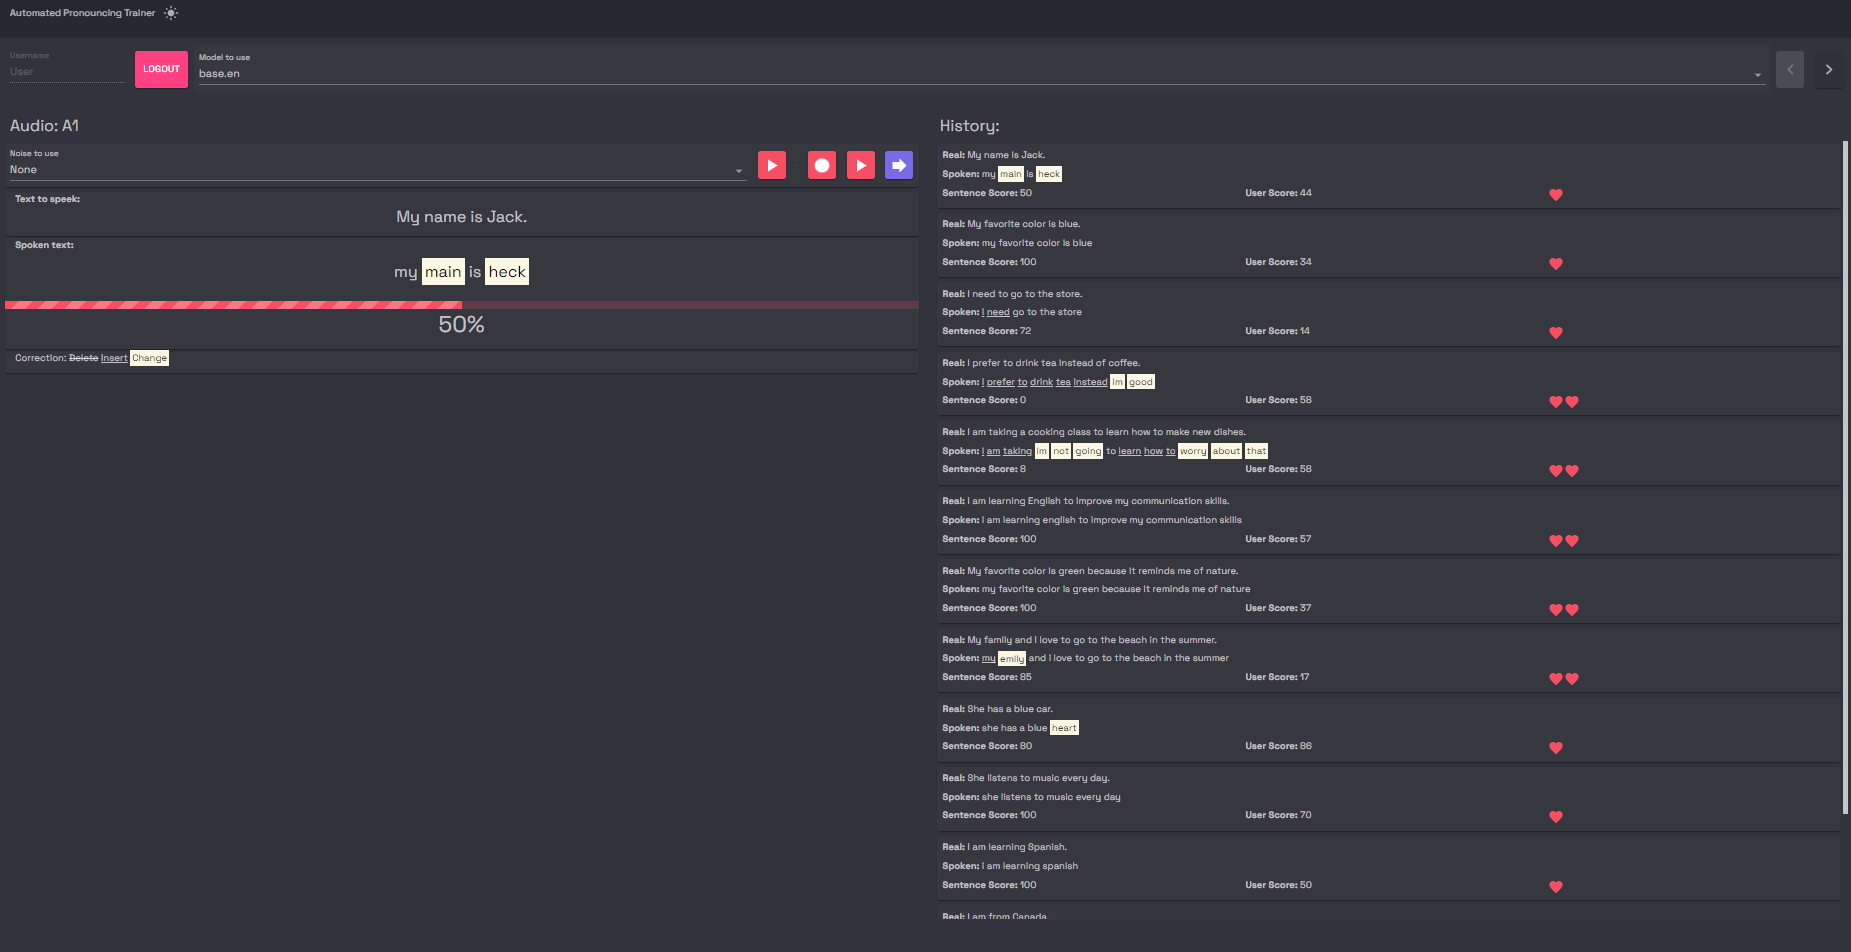 Automated Pronouncing Trainer
Username
User
LOGOUT
Model to use
base.en
Audio: A1
Noise to use
None
Text to speek:
My name is Jack.
Spoken text:
my main is heck
50%
Correction: Delete Insert Change
History:
Real: My name is Jack.
Spoken: my main is heck
Sentence Score: 50 User Score: 44
Real: My favorite color is blue.
Spoken: my favorite color is blue
Sentence Score: 100 User Score: 34
Real: I need to go to the store.
Spoken: I need go to the store
Sentence Score: 72 User Score: 14
Real: I prefer to drink tea instead of coffee.
Spoken: I prefer to drink tea instead im good
Sentence Score: 0 User Score: 58
Real: I am taking a cooking class to learn how to make new dishes.
Spoken: I am taking im not going to learn how to worry about that
Sentence Score: 8 User Score: 58
Real: I am learning English to improve my communication skills.
Spoken: I am learning english to improve my communication skills
Sentence Score: 100 User Score: 57
Real: My favorite color is green because it reminds me of nature.
Spoken: my favorite color is green because it reminds me of nature
Sentence Score: 100 User Score: 37
Real: My family and I love to go to the beach in the summer.
Spoken: my emily and I love to go to the beach in the summer
Sentence Score: 85 User Score: 17
Real: She has a blue car.
Spoken: she has a blue heart
Sentence Score: 80 User Score: 86
Real: She listens to music every day.
Spoken: she listens to music every day
Sentence Score: 100 User Score: 70
Real: I am learning Spanish.
Spoken: I am learning spanish
Sentence Score: 100 User Score: 50
Real: I am from Canada.